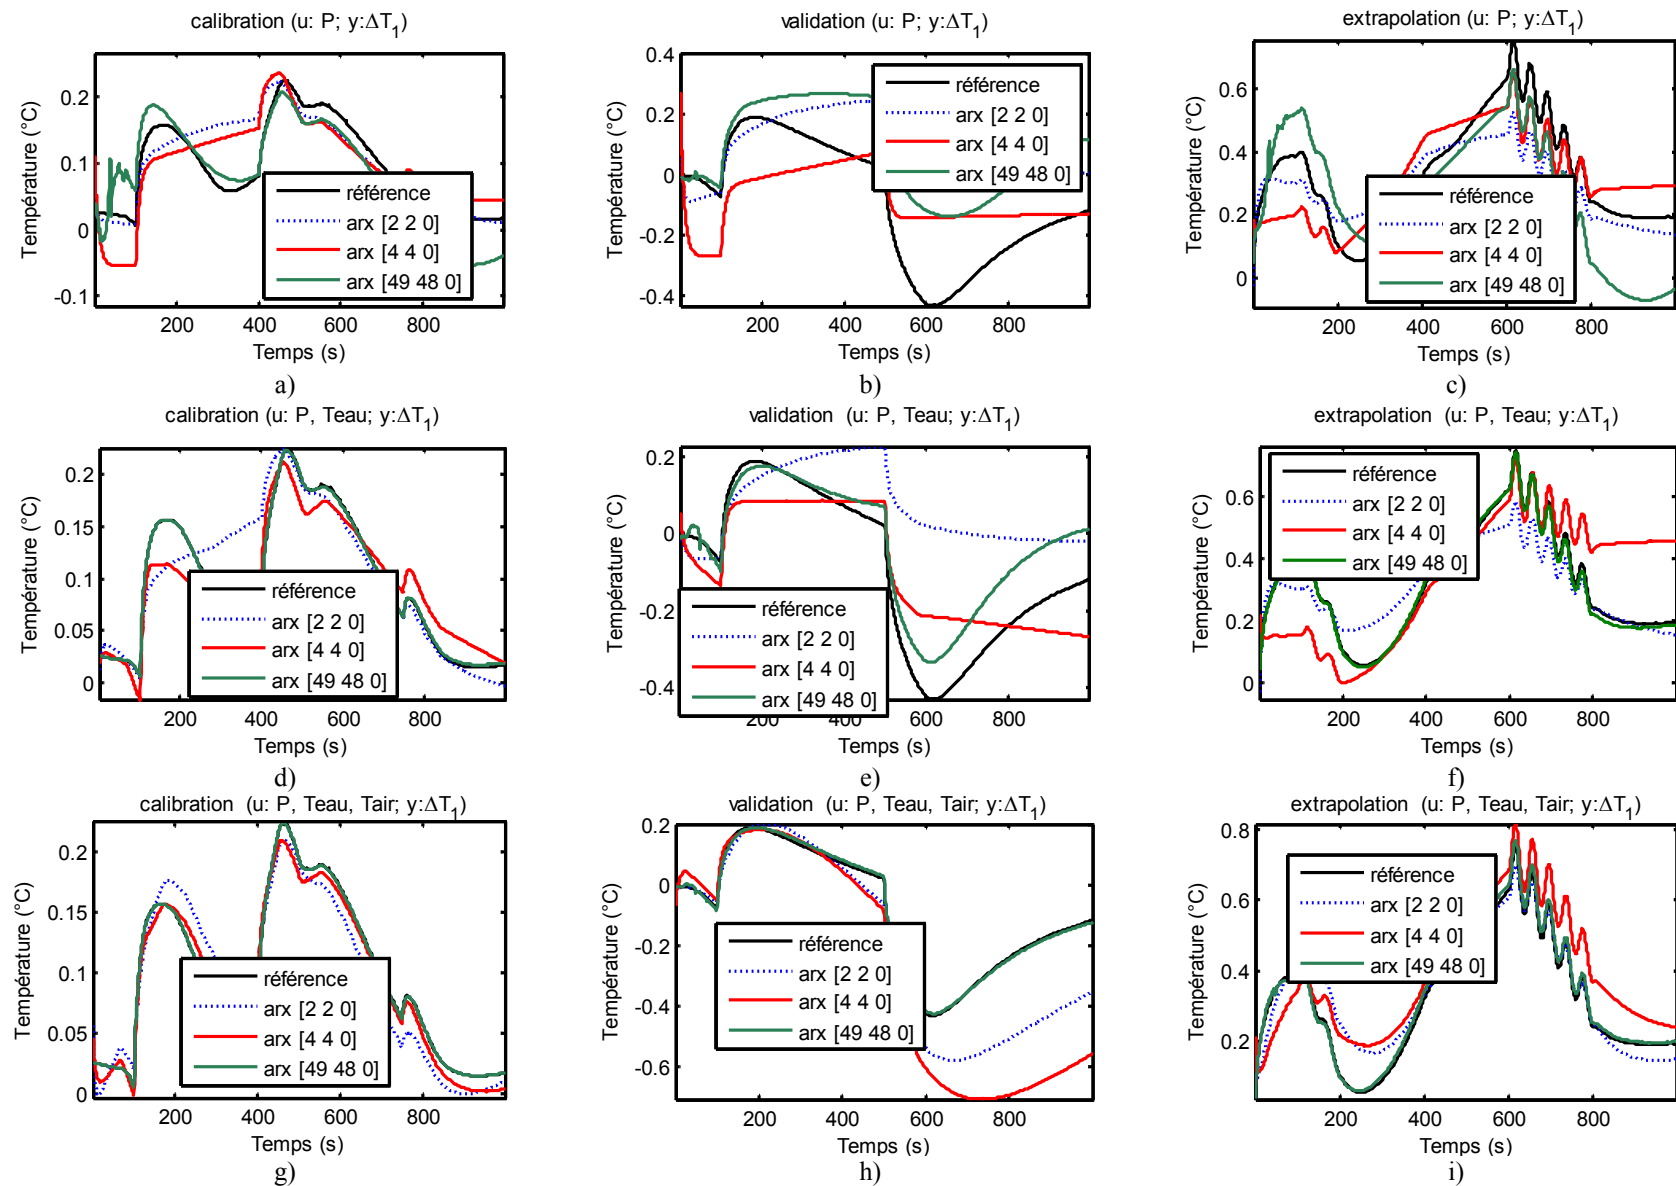 calibration (u: P; y:ΔT1)
Température (°C)
0.2
0.1
0
-0.1
référence
arx [2 2 0]
arx [4 4 0]
arx [49 48 0]
200 400 600 800
Temps (s)
a)
validation (u: P; y:ΔT1)
Température (°C)
0.4
0.2
0
-0.2
-0.4
référence
arx [2 2 0]
arx [4 4 0]
arx [49 48 0]
200 400 600 800
Temps (s)
b)
extrapolation (u: P; y:ΔT1)
Température (°C)
0.6
0.4
0.2
0
référence
arx [2 2 0]
arx [4 4 0]
arx [49 48 0]
200 400 600 800
Temps (s)
c)
calibration (u: P, Teau; y:ΔT1)
Température (°C)
0.2
0.15
0.1
0.05
0
référence
arx [2 2 0]
arx [4 4 0]
arx [49 48 0]
200 400 600 800
Temps (s)
d)
validation (u: P, Teau; y:ΔT1)
Température (°C)
0.2
0
-0.2
-0.4
référence
arx [2 2 0]
arx [4 4 0]
arx [49 48 0]
200 400 600 800
Temps (s)
e)
extrapolation (u: P, Teau; y:ΔT1)
Température (°C)
0.6
0.4
0.2
0
référence
arx [2 2 0]
arx [4 4 0]
arx [49 48 0]
200 400 600 800
Temps (s)
f)
calibration (u: P, Teau, Tair; y:ΔT1)
Température (°C)
0.2
0.15
0.1
0.05
0
référence
arx [2 2 0]
arx [4 4 0]
arx [49 48 0]
200 400 600 800
Temps (s)
g)
validation (u: P, Teau, Tair; y:ΔT1)
Température (°C)
0.2
0
-0.2
-0.4
-0.6
référence
arx [2 2 0]
arx [4 4 0]
arx [49 48 0]
200 400 600 800
Temps (s)
h)
extrapolation (u: P, Teau, Tair; y:ΔT1)
Température (°C)
0.8
0.6
0.4
0.2
référence
arx [2 2 0]
arx [4 4 0]
arx [49 48 0]
200 400 600 800
Temps (s)
i)